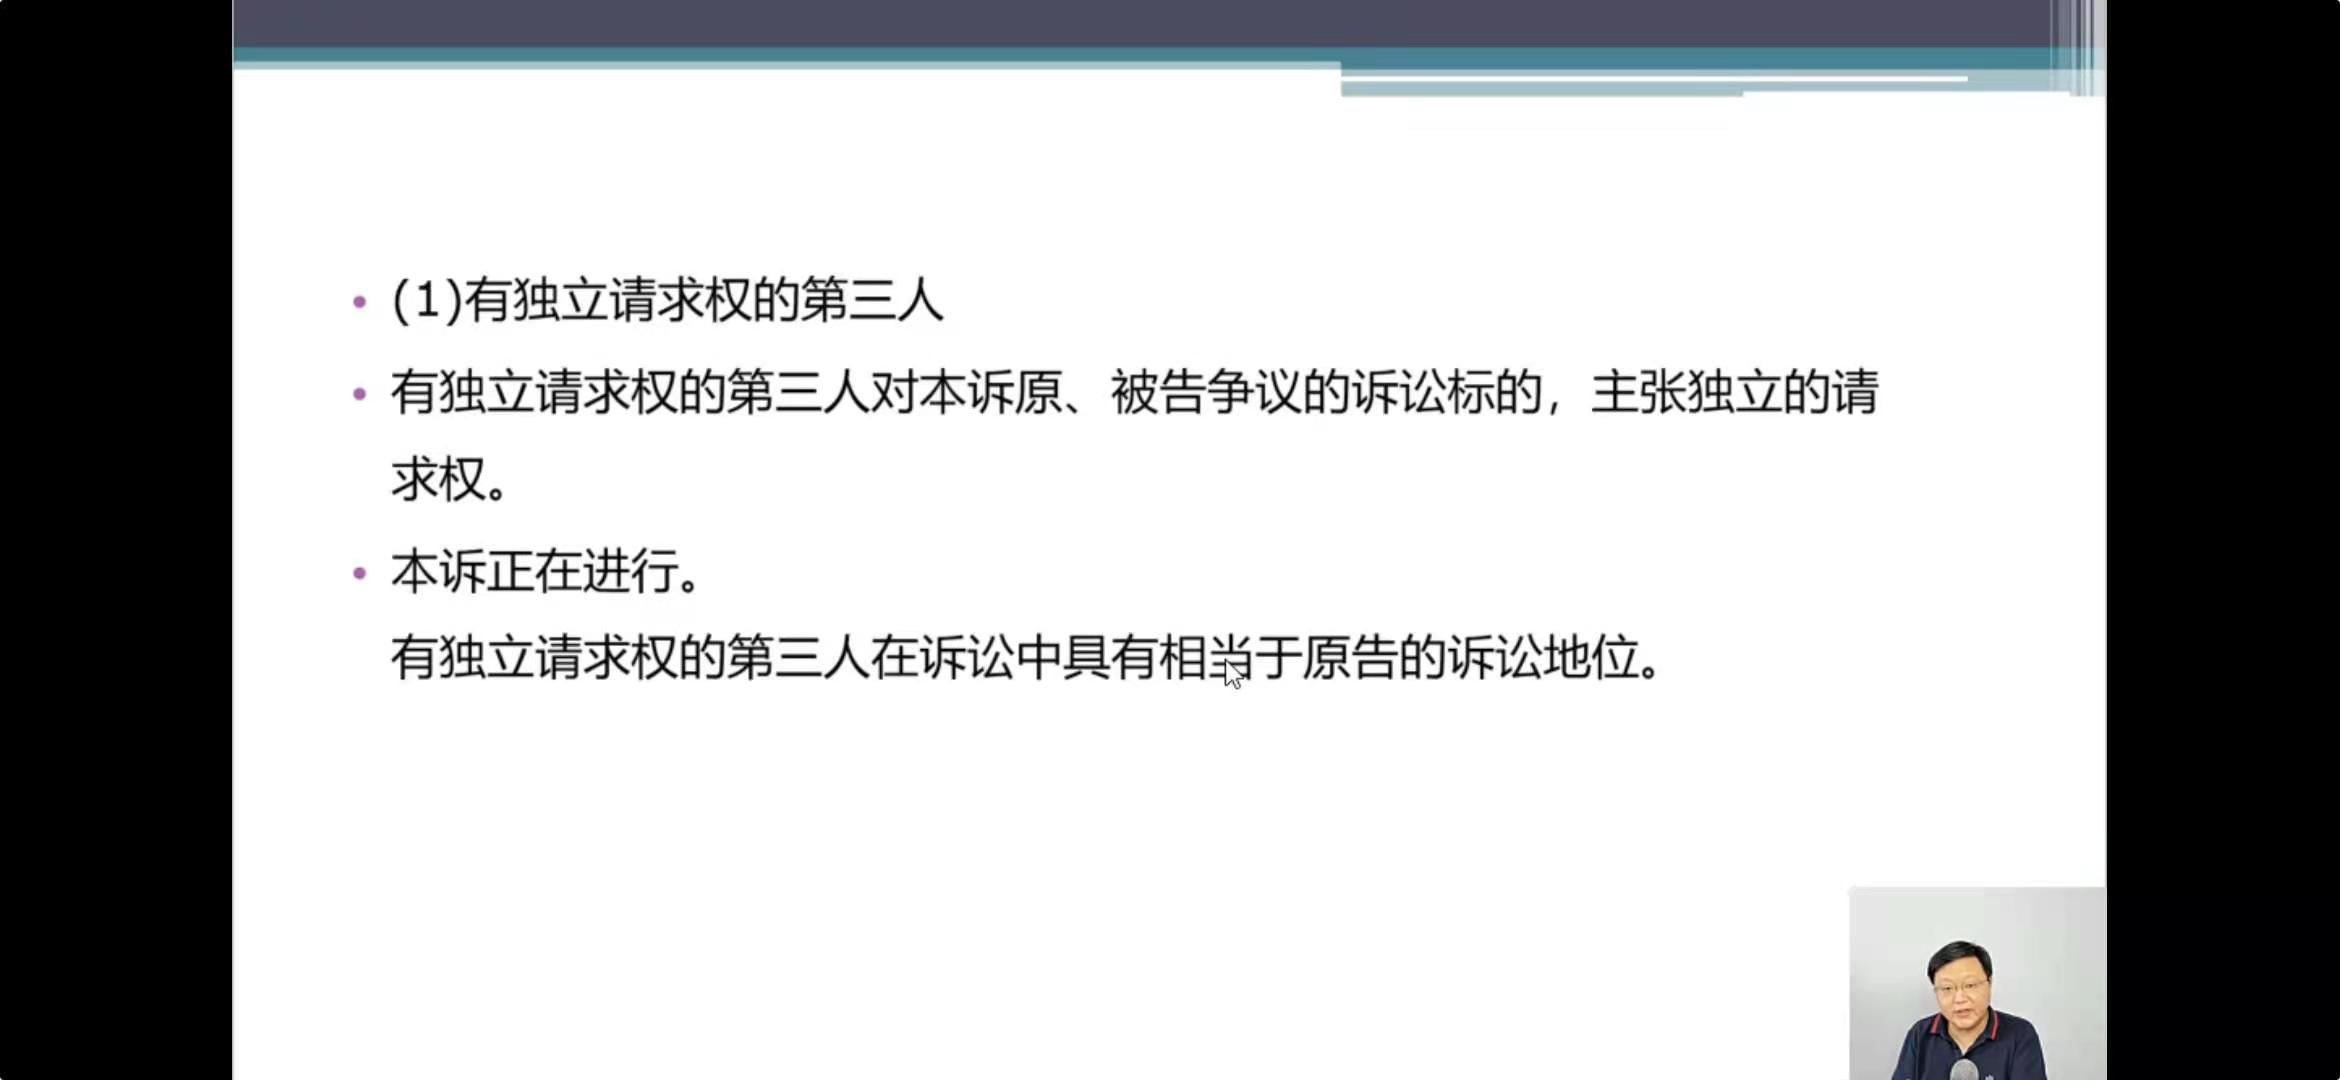 (1)有独立请求权的第三人
有独立请求权的第三人对本诉原、被告争议的诉讼标的，主张独立的请
求权。
本诉正在进行。
有独立请求权的第三人在诉讼中具有相当于原告的诉讼地位。